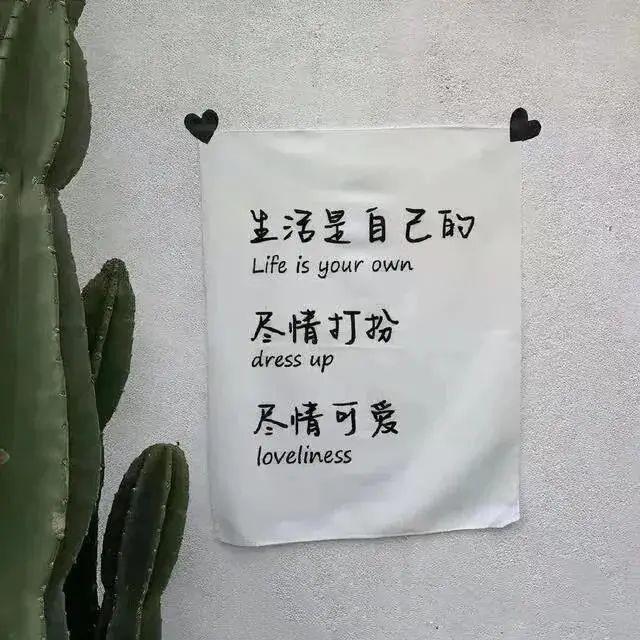 生活是自己的
Life is your own
尽情打扮
dress up
尽情可爱
loveliness